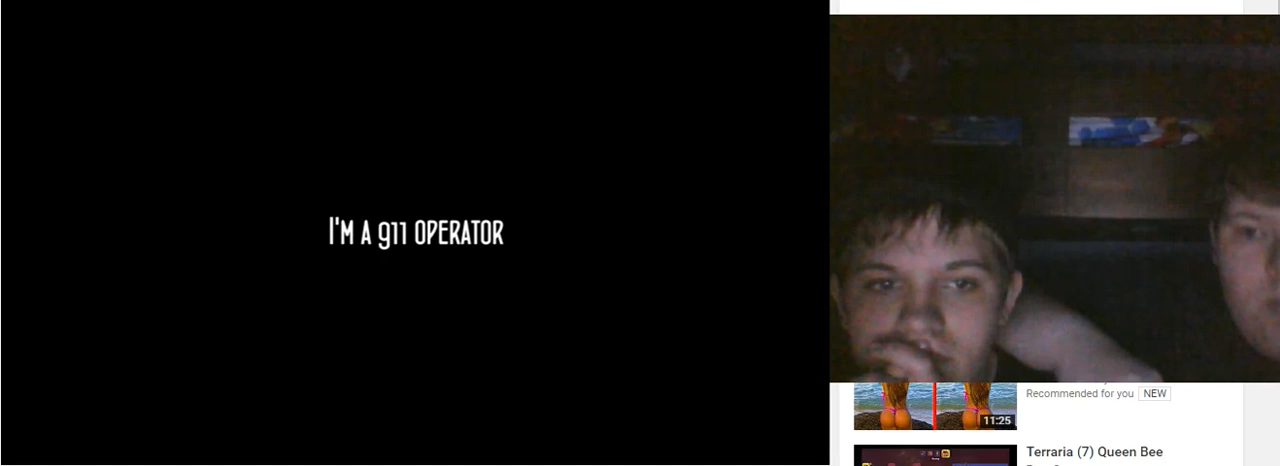 I'M A 911 OPERATOR
Recommended for you NEW
11:25
Terraria (7) Queen Bee